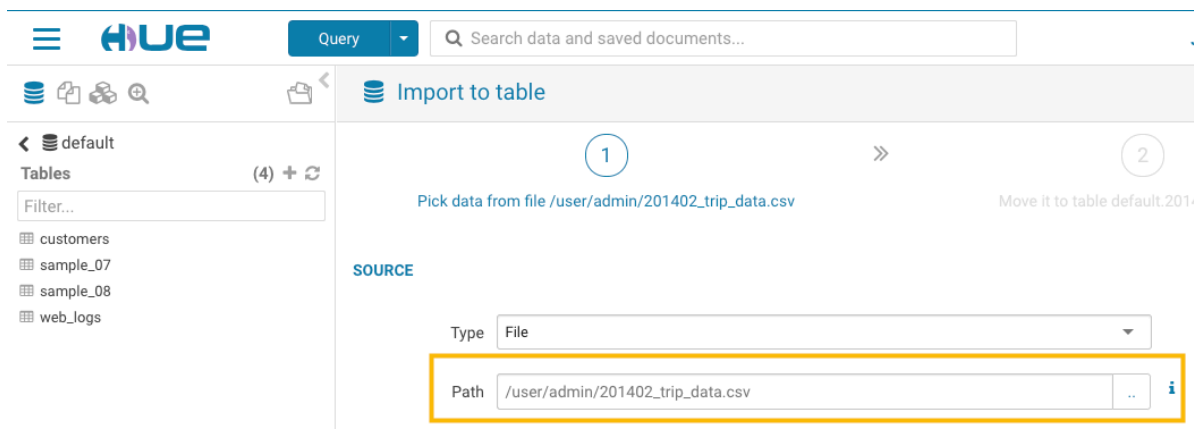 HUE
Query
Search data and saved documents...
Import to table
default
Tables (4)
Filter...
customers
sample_07
sample_08
web_logs
1
2
Pick data from file /user/admin/201402_trip_data.csv
Move it to table default.201
SOURCE
Type File
Path /user/admin/201402_trip_data.csv ..